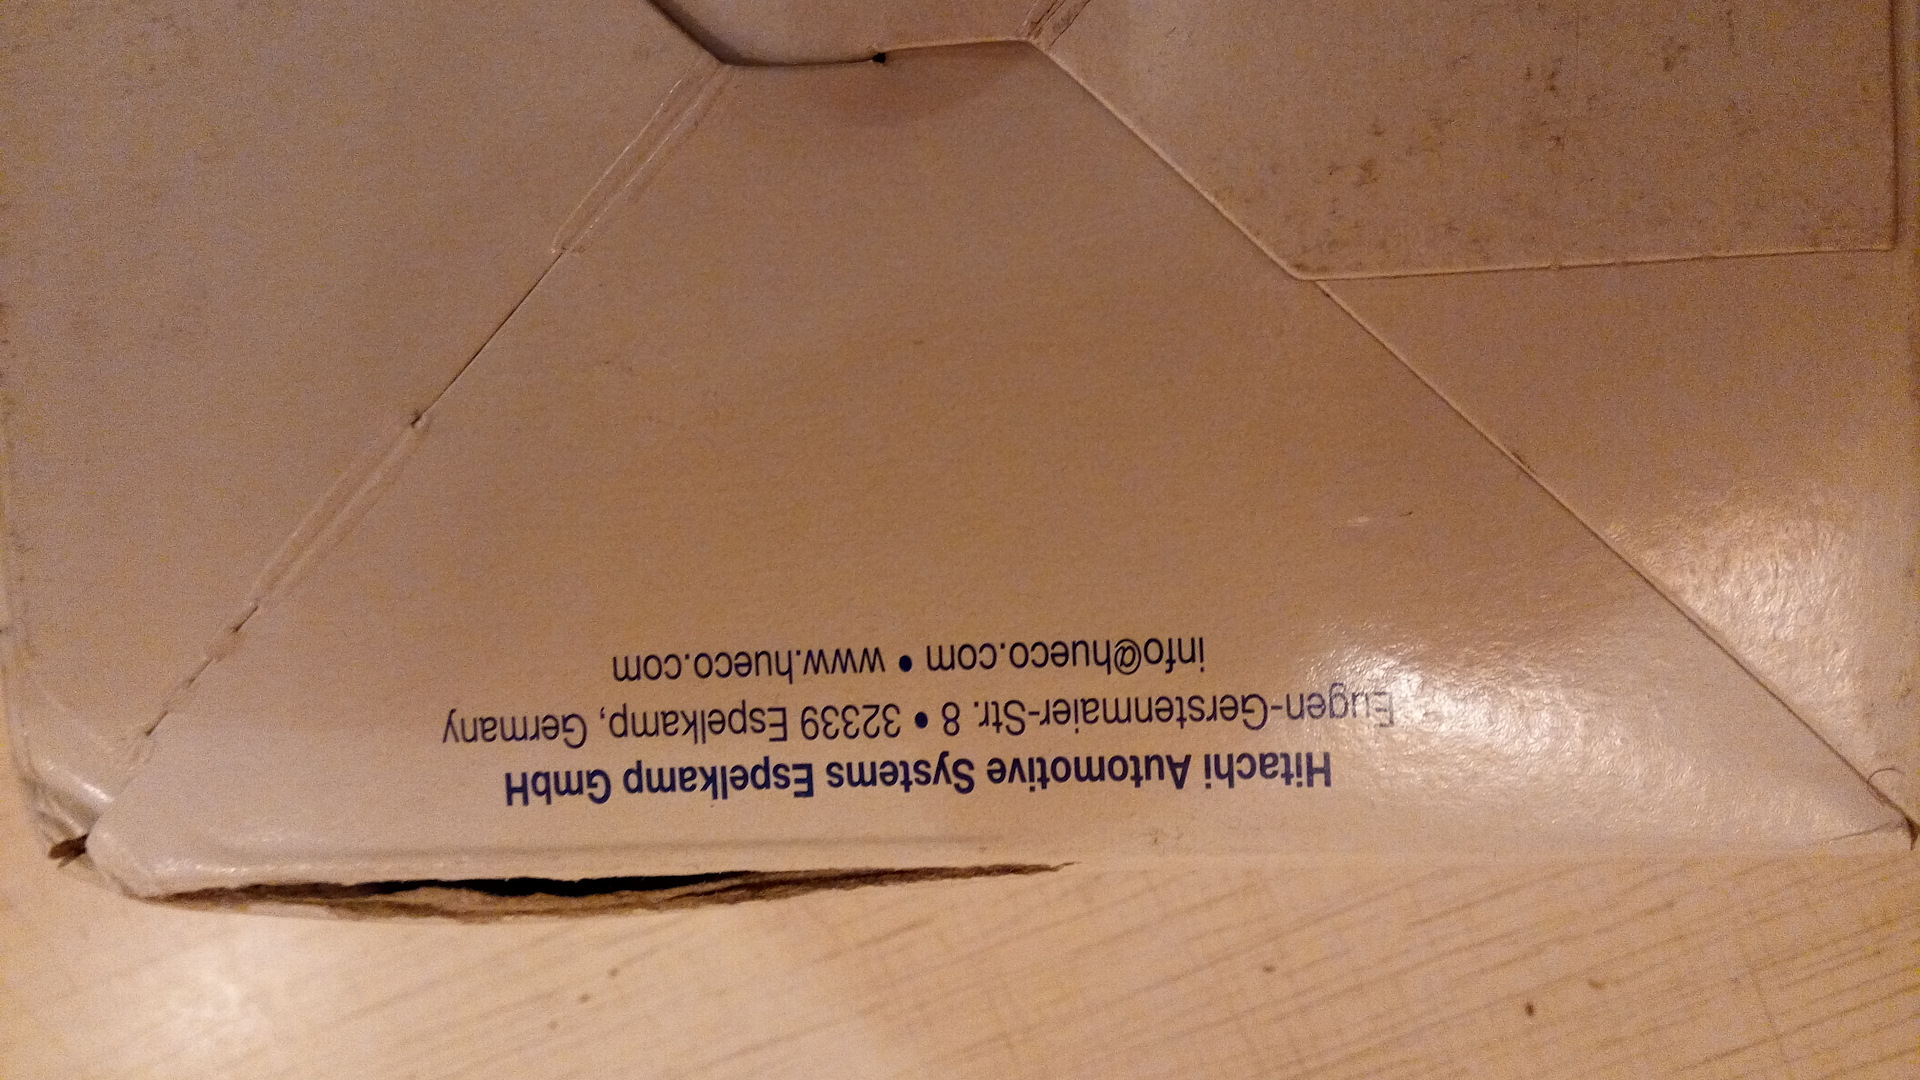 Hitachi Automotive Systems Espelkamp GmbH
Eugen-Gerstenmaier-Str. 8 • 32339 Espelkamp, Germany
info@hueco.com • www.hueco.com